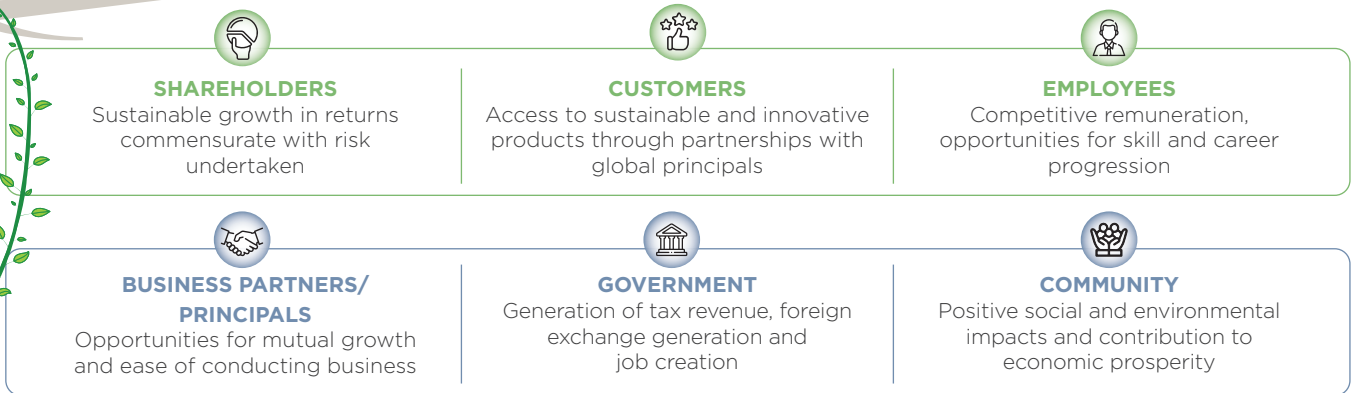 SHAREHOLDERS
Sustainable growth in returns
commensurate with risk
undertaken
CUSTOMERS
Access to sustainable and innovative
products through partnerships with
global principals
EMPLOYEES
Competitive remuneration,
opportunities for skill and career
progression
BUSINESS PARTNERS/
PRINCIPALS
Opportunities for mutual growth
and ease of conducting business
GOVERNMENT
Generation of tax revenue, foreign
exchange generation and
job creation
COMMUNITY
Positive social and environmental
impacts and contribution to
economic prosperity